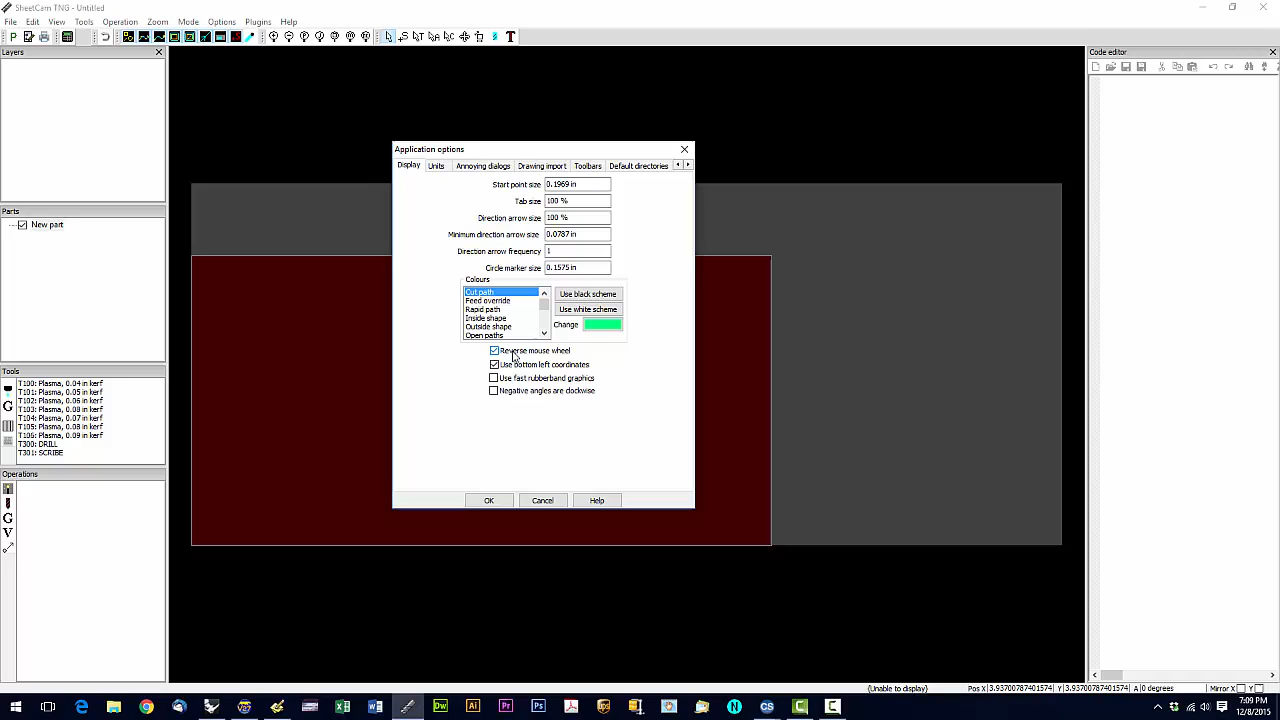 SheetCam TNG - Untitled
File Edit View Tools Operation Zoom Mode Options Plugins Help
Layers
Code editor
Application options
Display Units Annoying dialogs Drawing import Toolbars Default directories
Start point size 0.1969 in
Tab size 100 %
Direction arrow size 100 %
Minimum direction arrow size 0.0787 in
Direction arrow frequency 1
Circle marker size 0.1575 in
Colours
Cut path
Feed override
Rapid path
Inside shape
Outside shape
Open paths
Use black scheme
Use white scheme
Change
Reverse mouse wheel
Use bottom left coordinates
Use fast rubberband graphics
Negative angles are clockwise
OK Cancel Help
Parts
New part
Tools
T100: Plasma, 0.04 in kerf
T101: Plasma, 0.05 in kerf
T102: Plasma, 0.06 in kerf
T103: Plasma, 0.08 in kerf
T104: Plasma, 0.07 in kerf
T105: Plasma, 0.08 in kerf
T106: Plasma, 0.09 in kerf
T300: DRILL
T301: SCRIBE
Operations
(Unable to display) Pos X 3.93700787401574 Y 3.93700787401574 A 0 degrees Mirror X Y
7:09 PM
12/8/2015